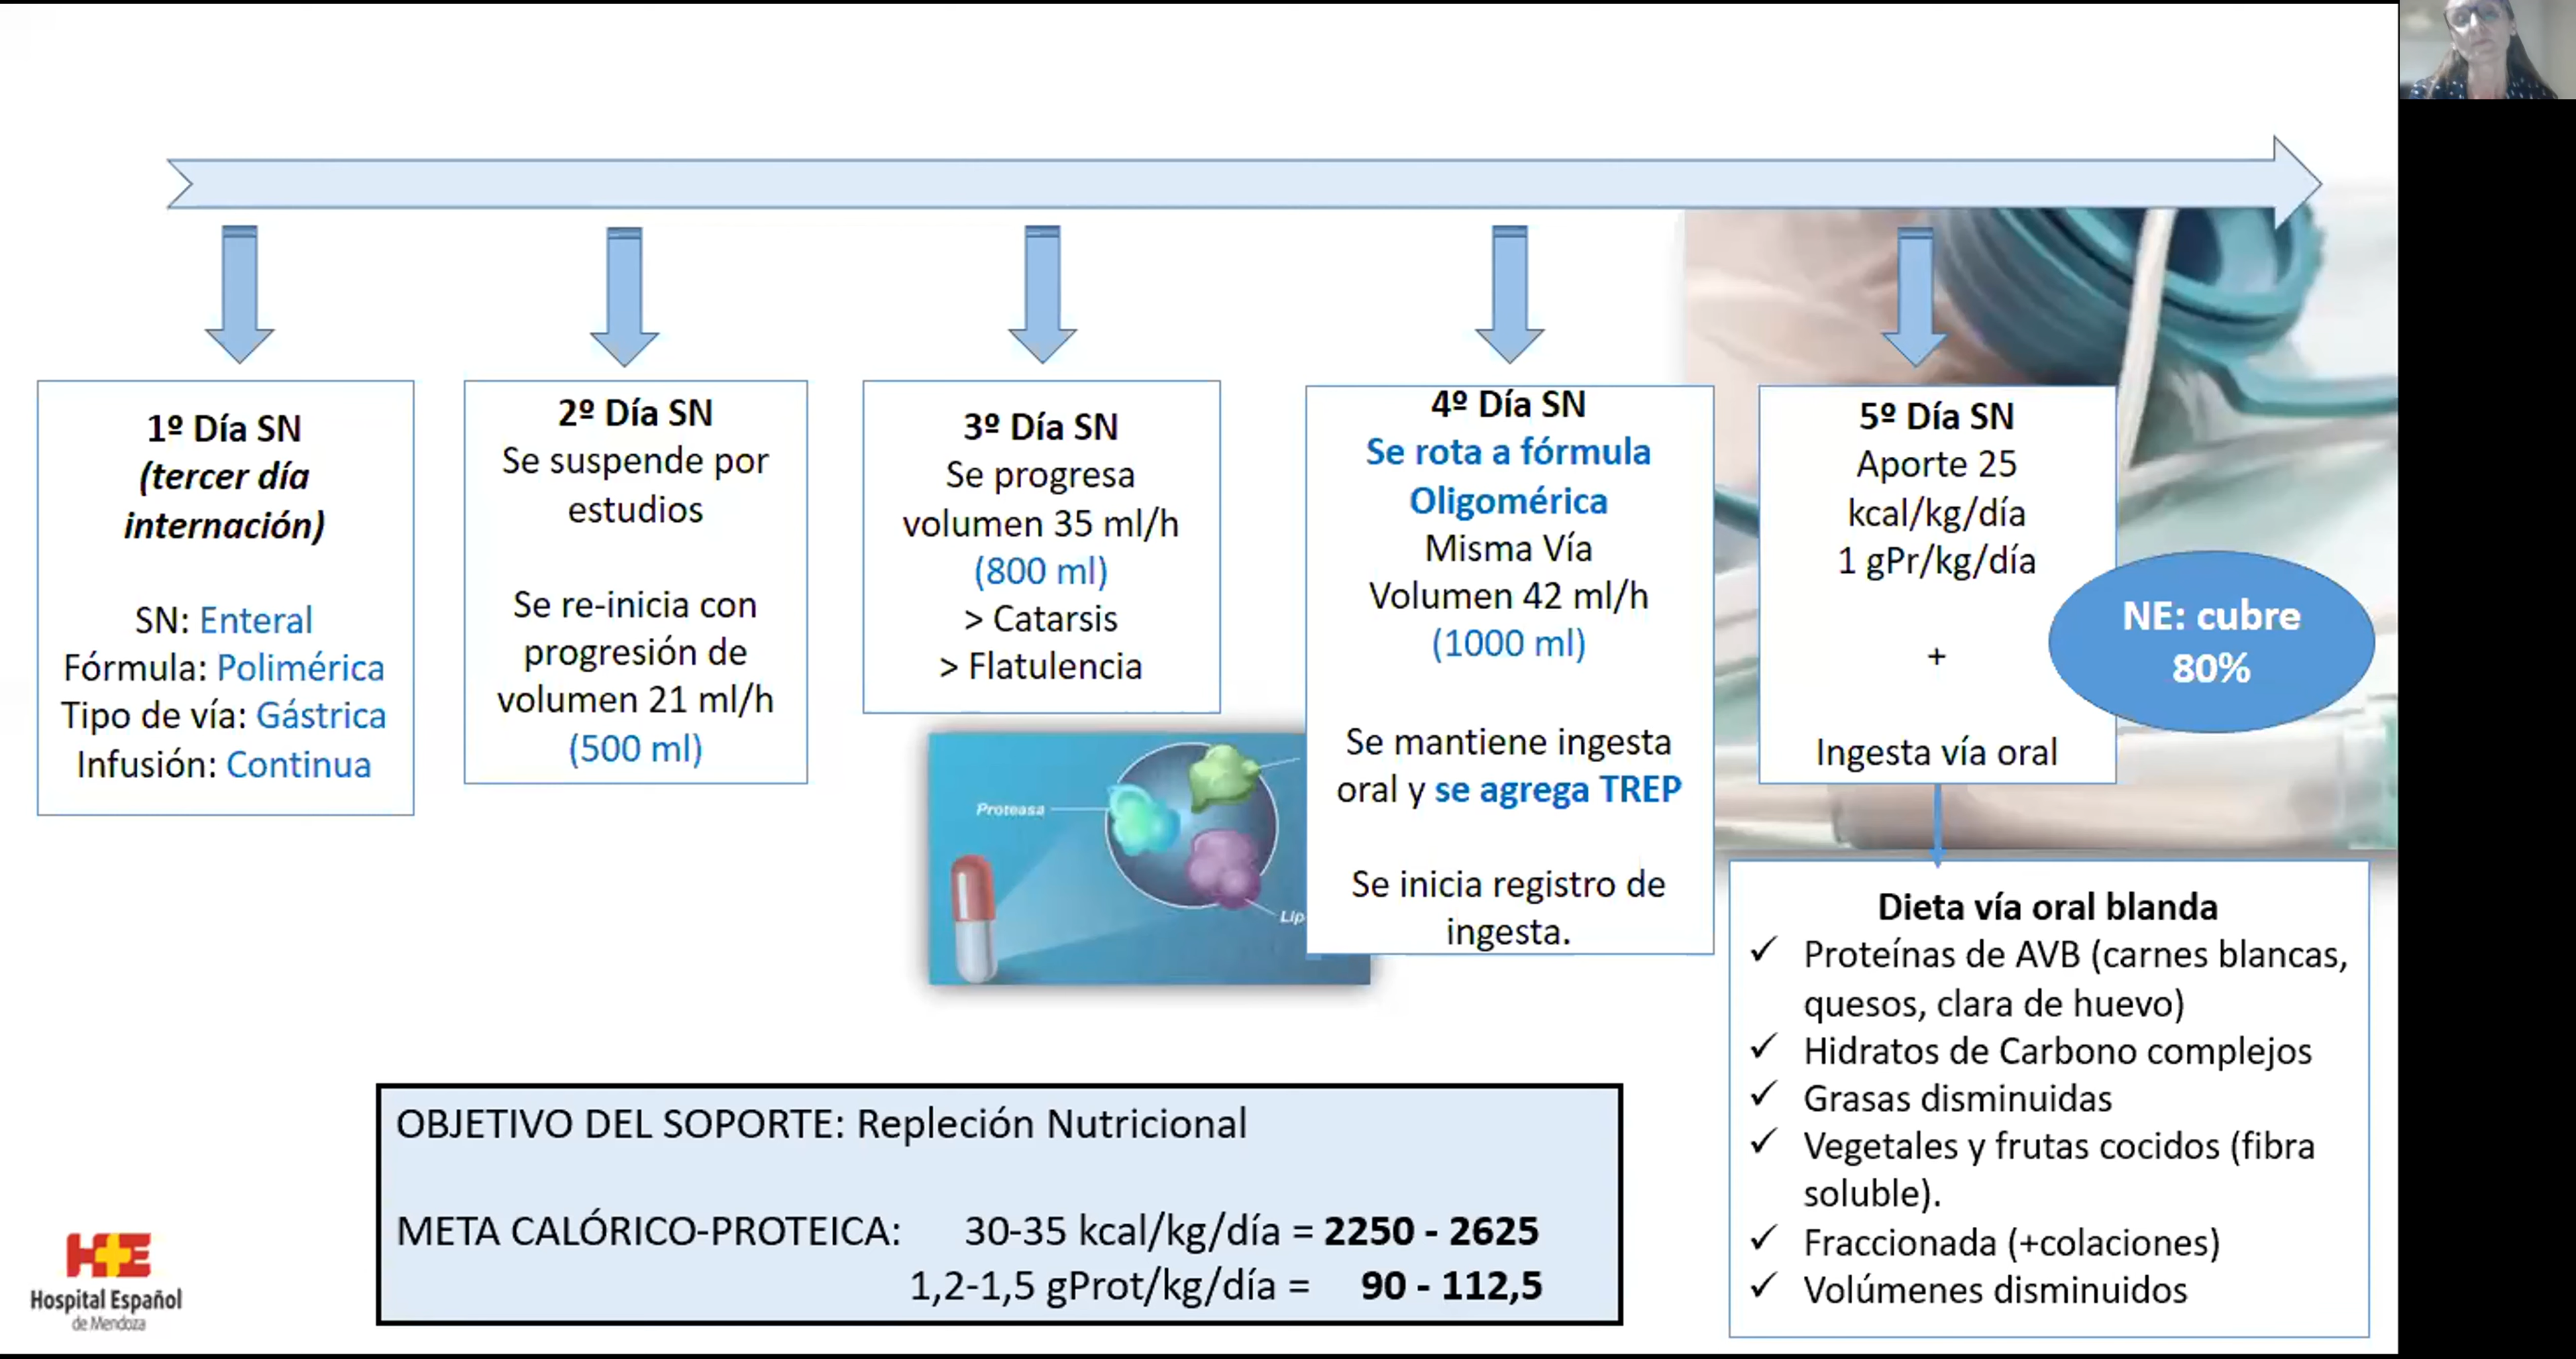 1º Día SN
(tercer día
internación)
SN: Enteral
Fórmula: Polimérica
Tipo de vía: Gástrica
Infusión: Continua
2º Día SN
Se suspende por
estudios
Se re-inicia con
progresión de
volumen 21 ml/h
(500 ml)
3º Día SN
Se progresa
volumen 35 ml/h
(800 ml)
> Catarsis
> Flatulencia
Proteasa
Lip
4º Día SN
Se rota a fórmula
Oligomérica
Misma Vía
Volumen 42 ml/h
(1000 ml)
Se mantiene ingesta
oral y se agrega TREP
Se inicia registro de
ingesta.
5º Día SN
Aporte 25
kcal/kg/día
1 gPr/kg/día
+
Ingesta vía oral
NE: cubre
80%
Dieta vía oral blanda
✓ Proteínas de AVB (carnes blancas,
quesos, clara de huevo)
✓ Hidratos de Carbono complejos
✓ Grasas disminuidas
✓ Vegetales y frutas cocidos (fibra
soluble).
✓ Fraccionada (+colaciones)
✓ Volúmenes disminuidos
OBJETIVO DEL SOPORTE: Repleción Nutricional
META CALÓRICO-PROTEICA: 30-35 kcal/kg/día = 2250 - 2625
1,2-1,5 gProt/kg/día = 90 - 112,5
HE
Hospital Español
de Mendoza